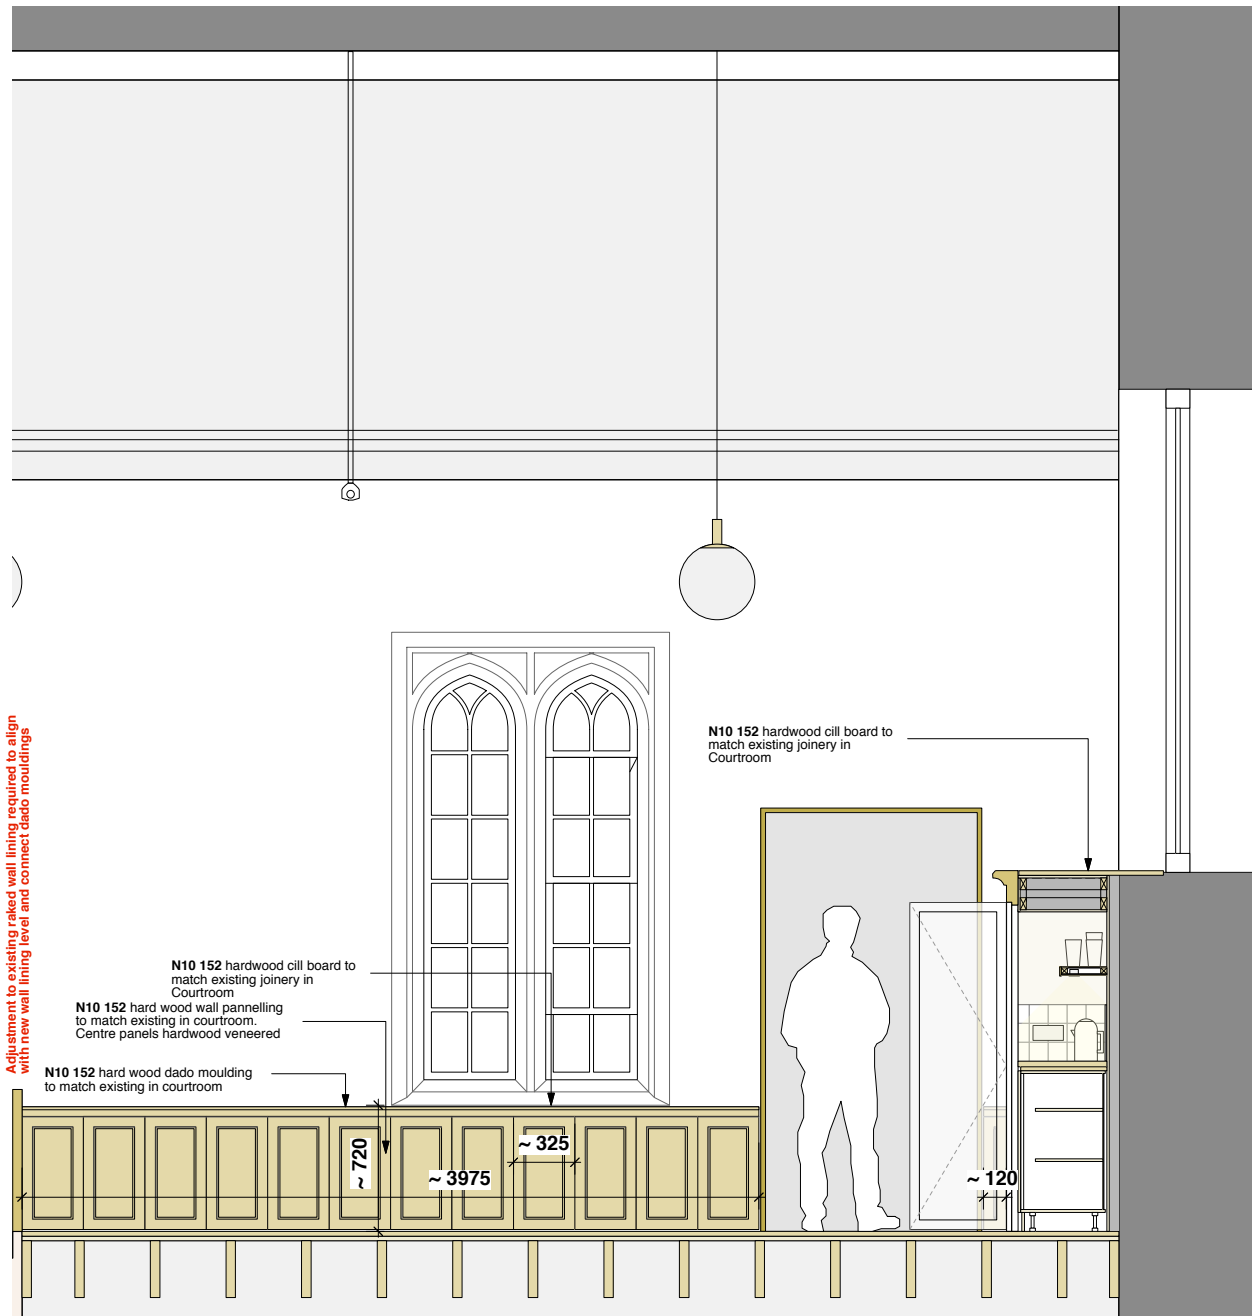 N10 152 hardwood cill board to
match existing joinery in
Courtroom
Adjustment to existing raked wall lining required to align
with new wall lining level and connect dado mouldings
N10 152 hardwood cill board to
match existing joinery in
Courtroom
N10 152 hard wood wall pannelling
to match existing in courtroom.
Centre panels hardwood veneered
N10 152 hard wood dado moulding
to match existing in courtroom
~ 720
~ 325
~ 3975
~ 120